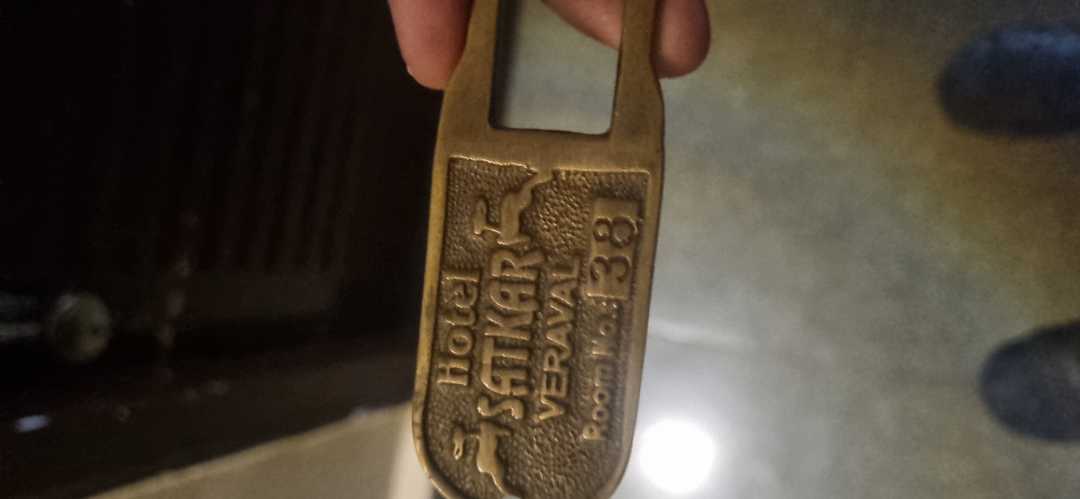 Hotel
SATKAR
VERAVAL
Room No. 38